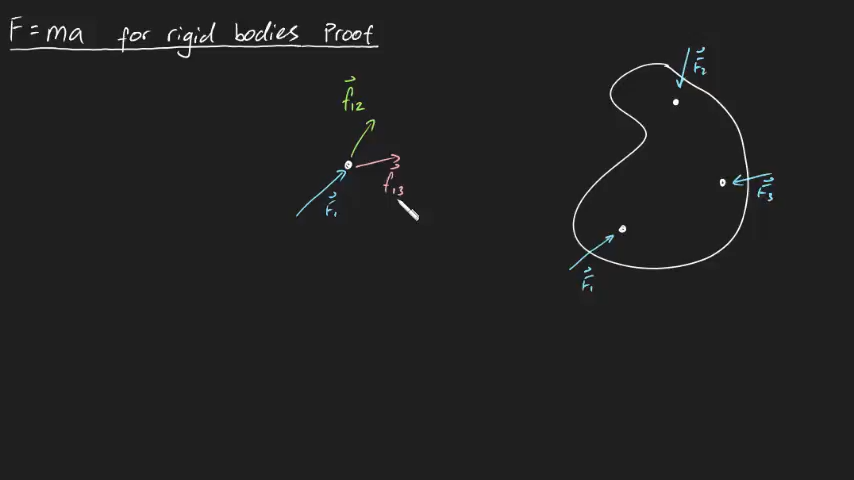 F = ma for rigid bodies Proof
f⃗₁₂
f⃗₁₃
F⃗₁
F⃗₂
F⃗₃
F⃗₁